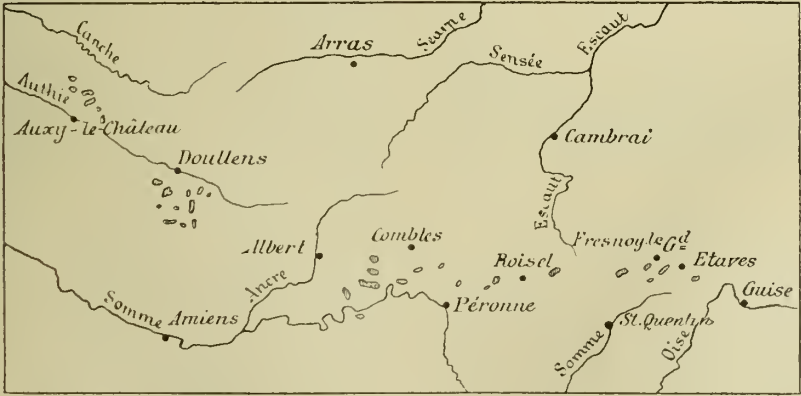 Canche
Arras
Scarpe
Sensée
Escaut
Authie
Auxy-le-Château
Cambrai
Doullens
Escaut
Albert
Combles
Roisel
Fresnoy le Gd
Etaves
Ancre
Somme
Amiens
Péronne
Somme
St. Quentin
Oise
Guise